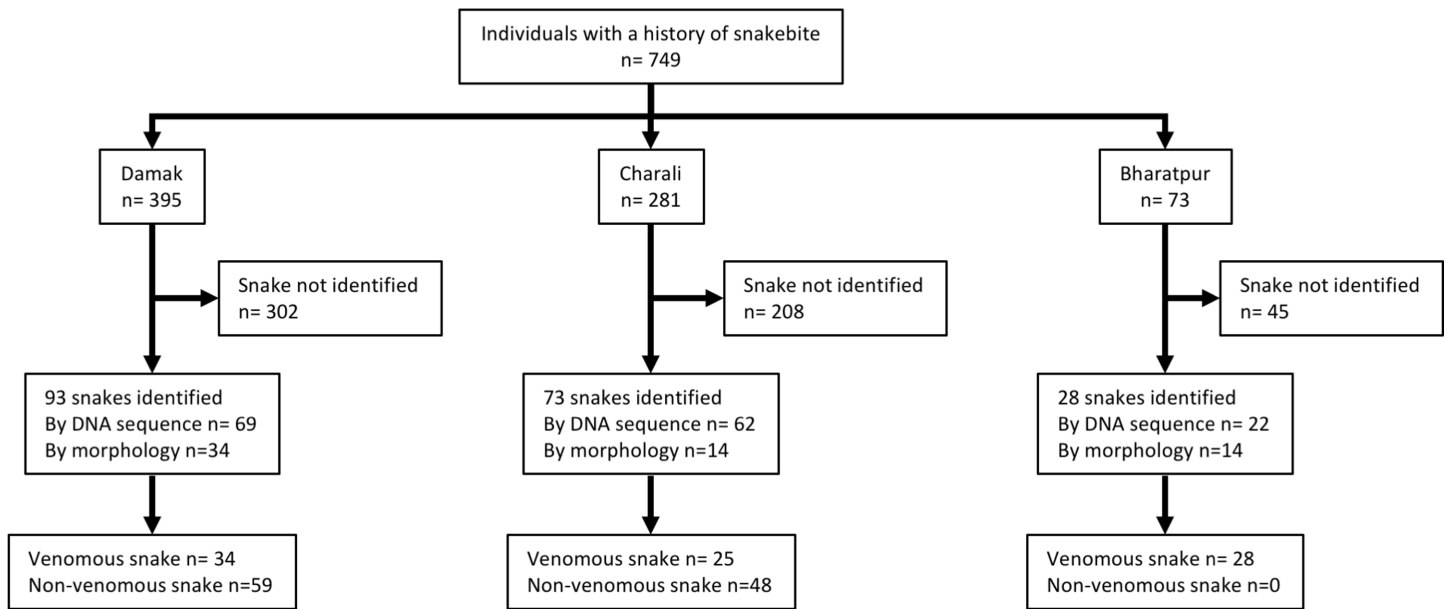 Individuals with a history of snakebite
n= 749
Damak
n= 395
Charali
n= 281
Bharatpur
n= 73
Snake not identified
n= 302
Snake not identified
n= 208
Snake not identified
n= 45
93 snakes identified
By DNA sequence n= 69
By morphology n=34
73 snakes identified
By DNA sequence n= 62
By morphology n=14
28 snakes identified
By DNA sequence n= 22
By morphology n=14
Venomous snake n= 34
Non-venomous snake n=59
Venomous snake n= 25
Non-venomous snake n=48
Venomous snake n= 28
Non-venomous snake n=0